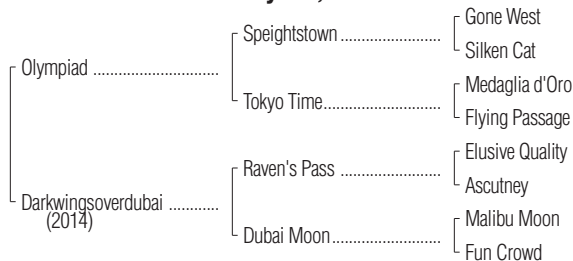 Gone West
Speightstown
Silken Cat
Olympiad
Medaglia d'Oro
Tokyo Time
Flying Passage
Elusive Quality
Raven's Pass
Ascutney
Darkwingsoverdubai
(2014)
Malibu Moon
Dubai Moon
Fun Crowd